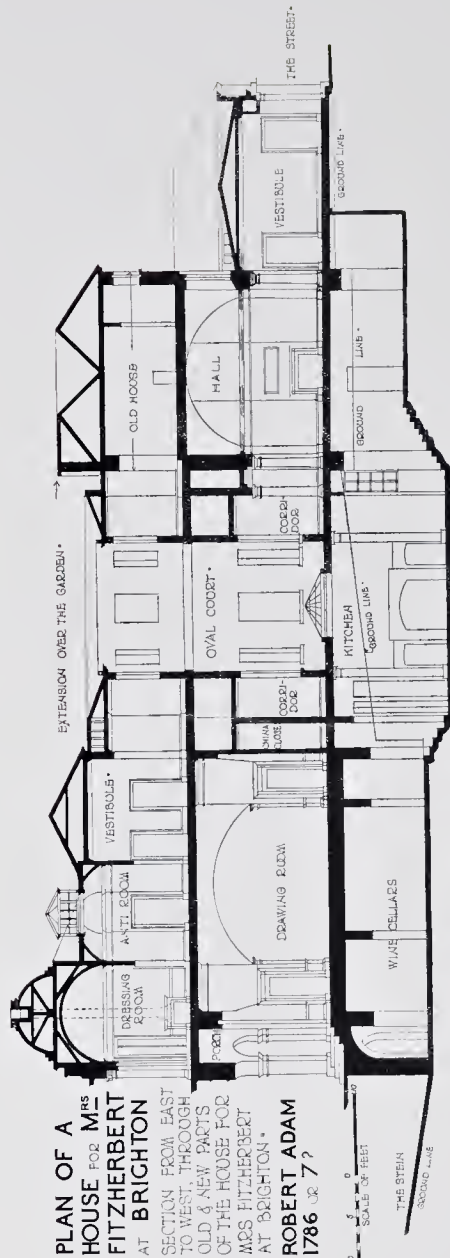 PLAN OF A
HOUSE FOR MRS
FITZHERBERT
AT BRIGHTON
SECTION FROM EAST
TO WEST, THROUGH
OLD & NEW PARTS
OF THE HOUSE FOR
MRS FITZHERBERT
AT BRIGHTON.
ROBERT ADAM
1786 OR 7?
SCALE OF FEET
THE STEIN
GROUND LINE
DRESSING
ROOM
ANTI ROOM
VESTIBULE.
EXTENSION OVER THE GARDEN.
OLD HOUSE
PORT
DRAWING ROOM
CORRI-
DOR
OVAL COURT.
CORRI-
DOR
HALL
VESTIBULE
THE STREET.
WINE CELLARS
KITCHEN
GROUND LINE.
GROUND LINE
GROUND LINE.